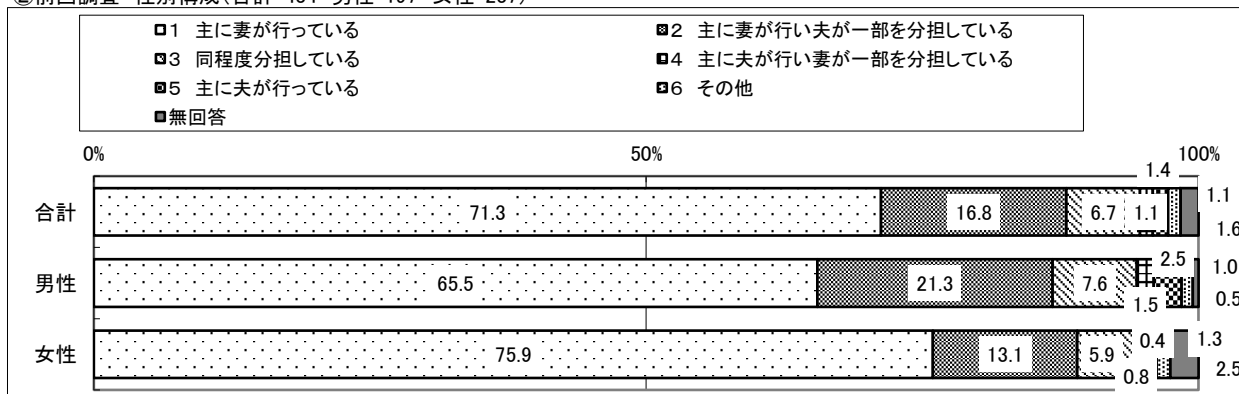 □1 主に妻が行っている
2 主に妻が行い夫が一部を分担している
3 同程度分担している
4 主に夫が行い妻が一部を分担している
5 主に夫が行っている
6 その他
無回答
0% 50% 100%
合計 71.3 16.8 6.7 1.1 1.4 1.1 1.6
男性 65.5 21.3 7.6 1.5 2.5 1.0 0.5
女性 75.9 13.1 5.9 0.8 0.4 1.3 2.5